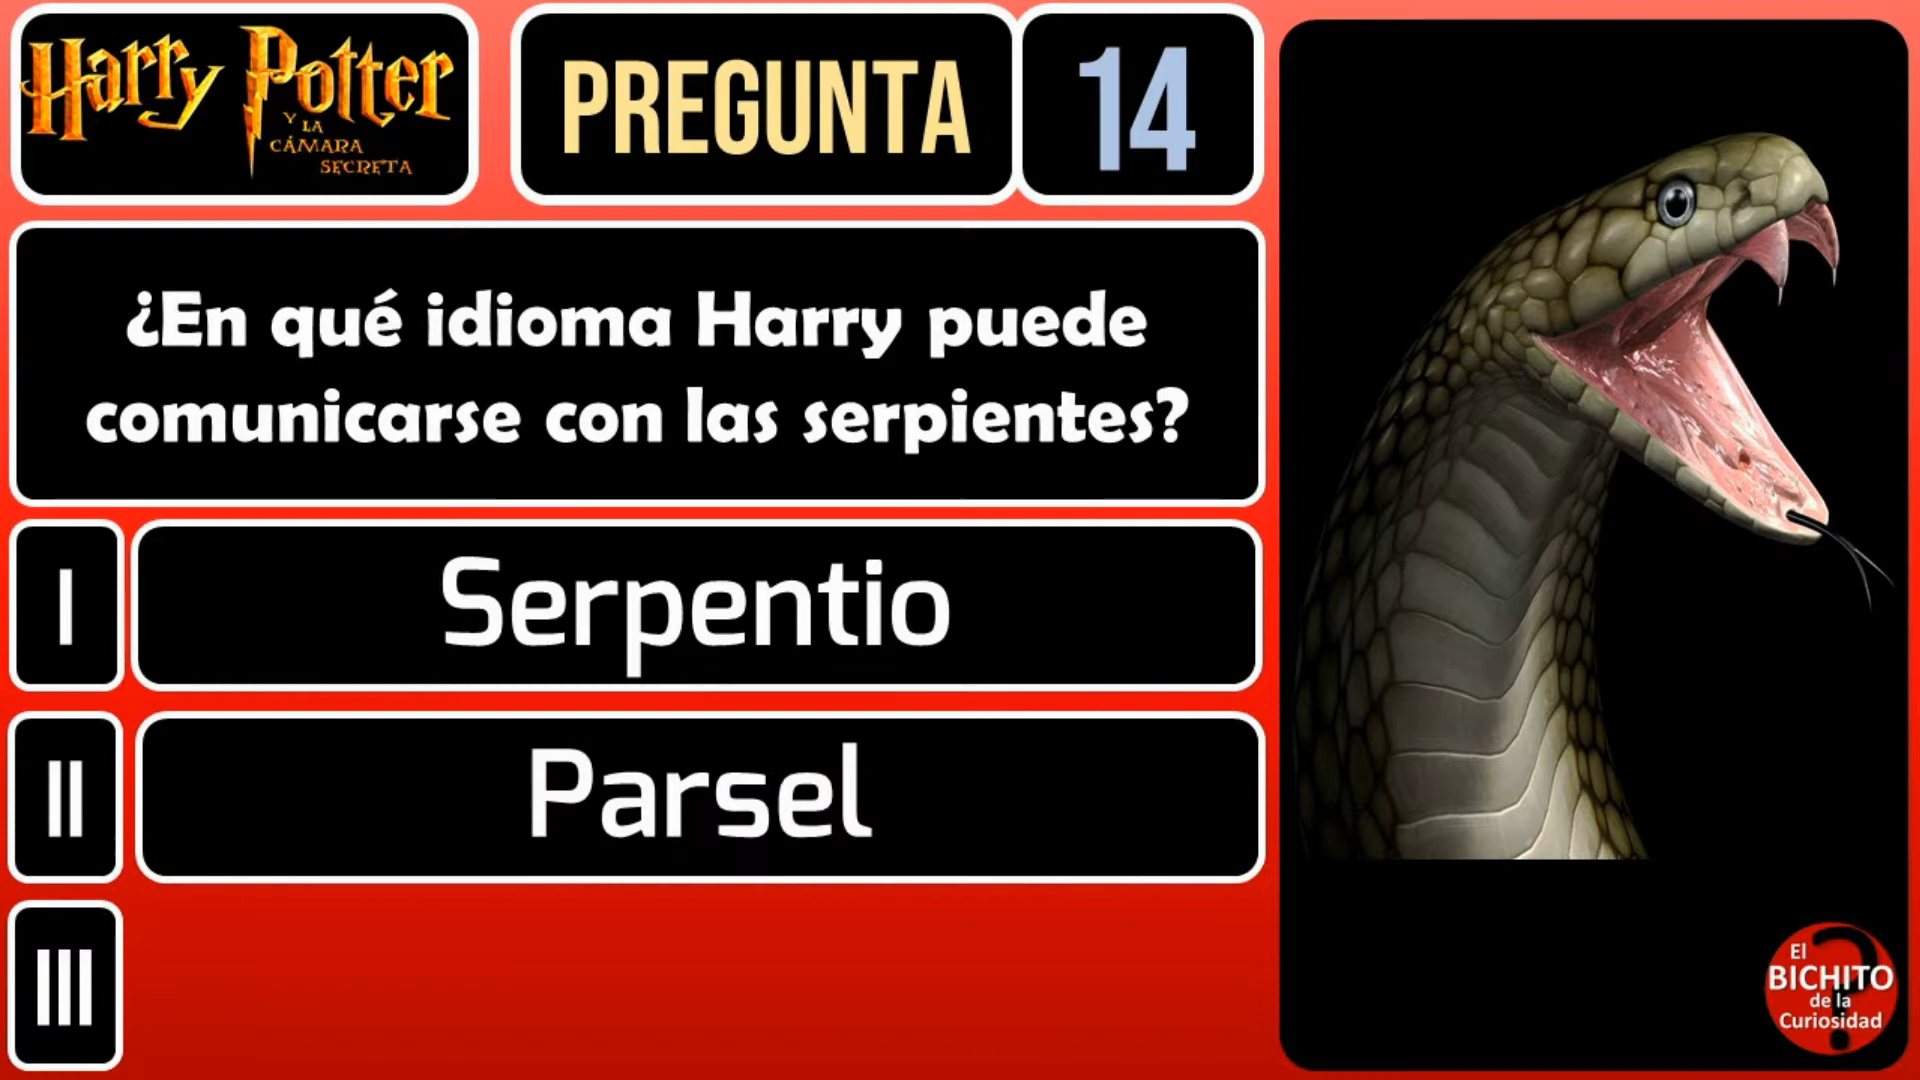 Harry Potter
Y LA
CÁMARA
SECRETA
PREGUNTA
14
¿En qué idioma Harry puede
comunicarse con las serpientes?
I
Serpentio
II
Parsel
III
El
BICHITO
de la
Curiosidad
?